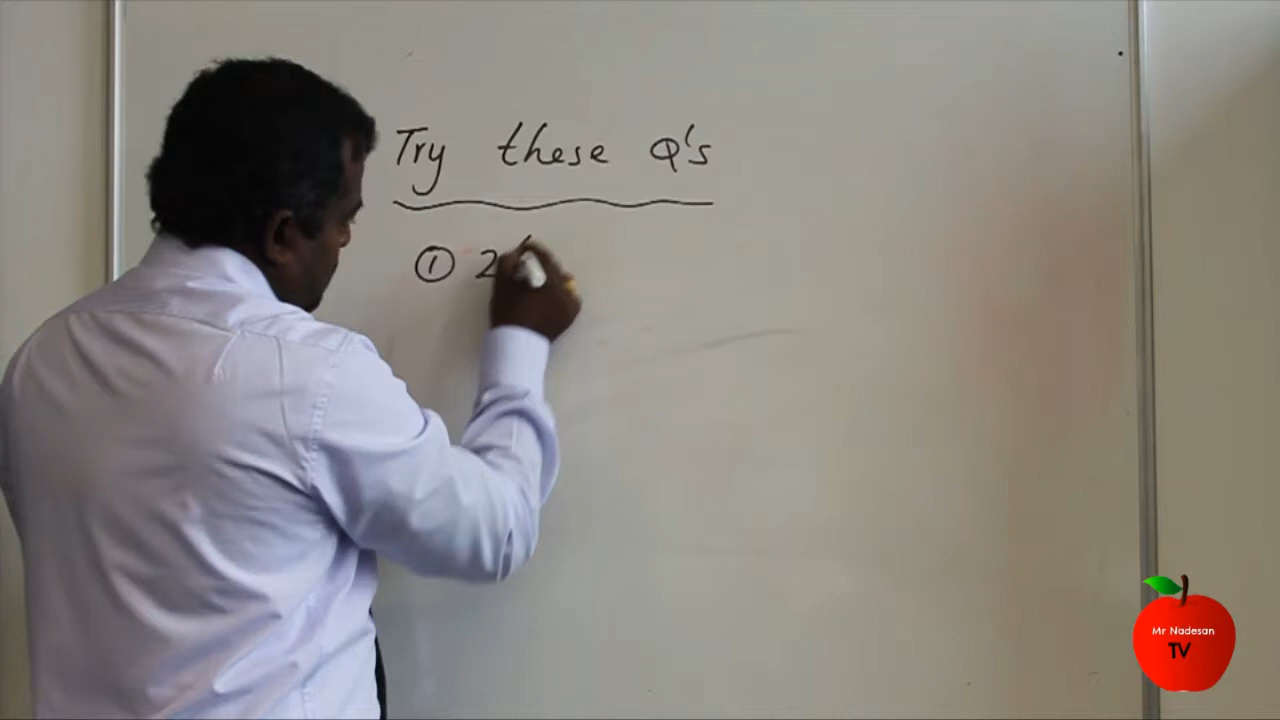 Try these Q's
① 2
Mr Nadesan
TV